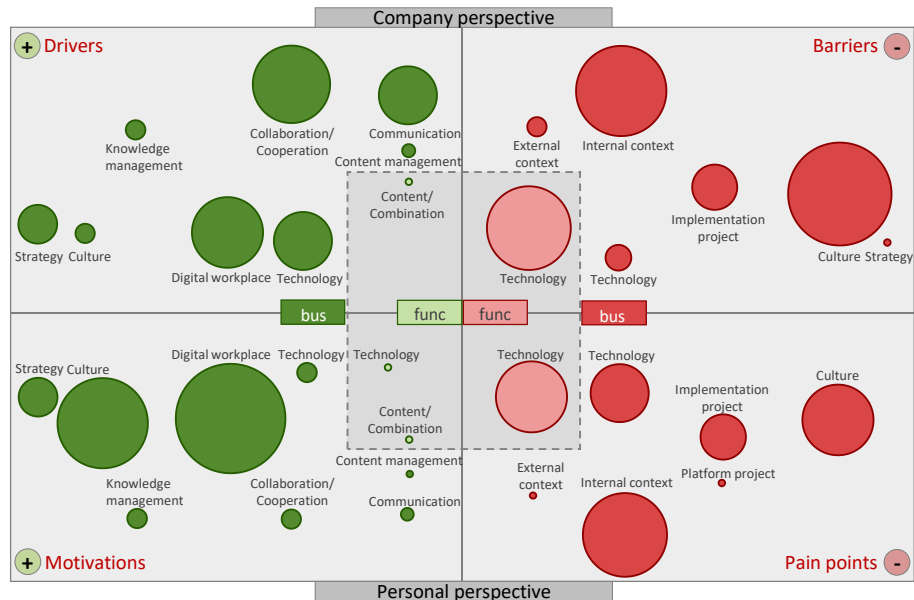 Company perspective
+ Drivers
Barriers -
Collaboration/
Cooperation
Communication
Knowledge
management
Content management
Content/
Combination
External
context
Internal context
Implementation
project
Strategy Culture
Digital workplace
Technology
Technology
Technology
Culture Strategy
bus
func
func
bus
Strategy Culture
Digital workplace
Technology
Technology
Technology
Technology
Implementation
project
Culture
Content/
Combination
Content management
Knowledge
management
Collaboration/
Cooperation
Communication
External
context
Internal context
Platform project
+ Motivations
Pain points -
Personal perspective